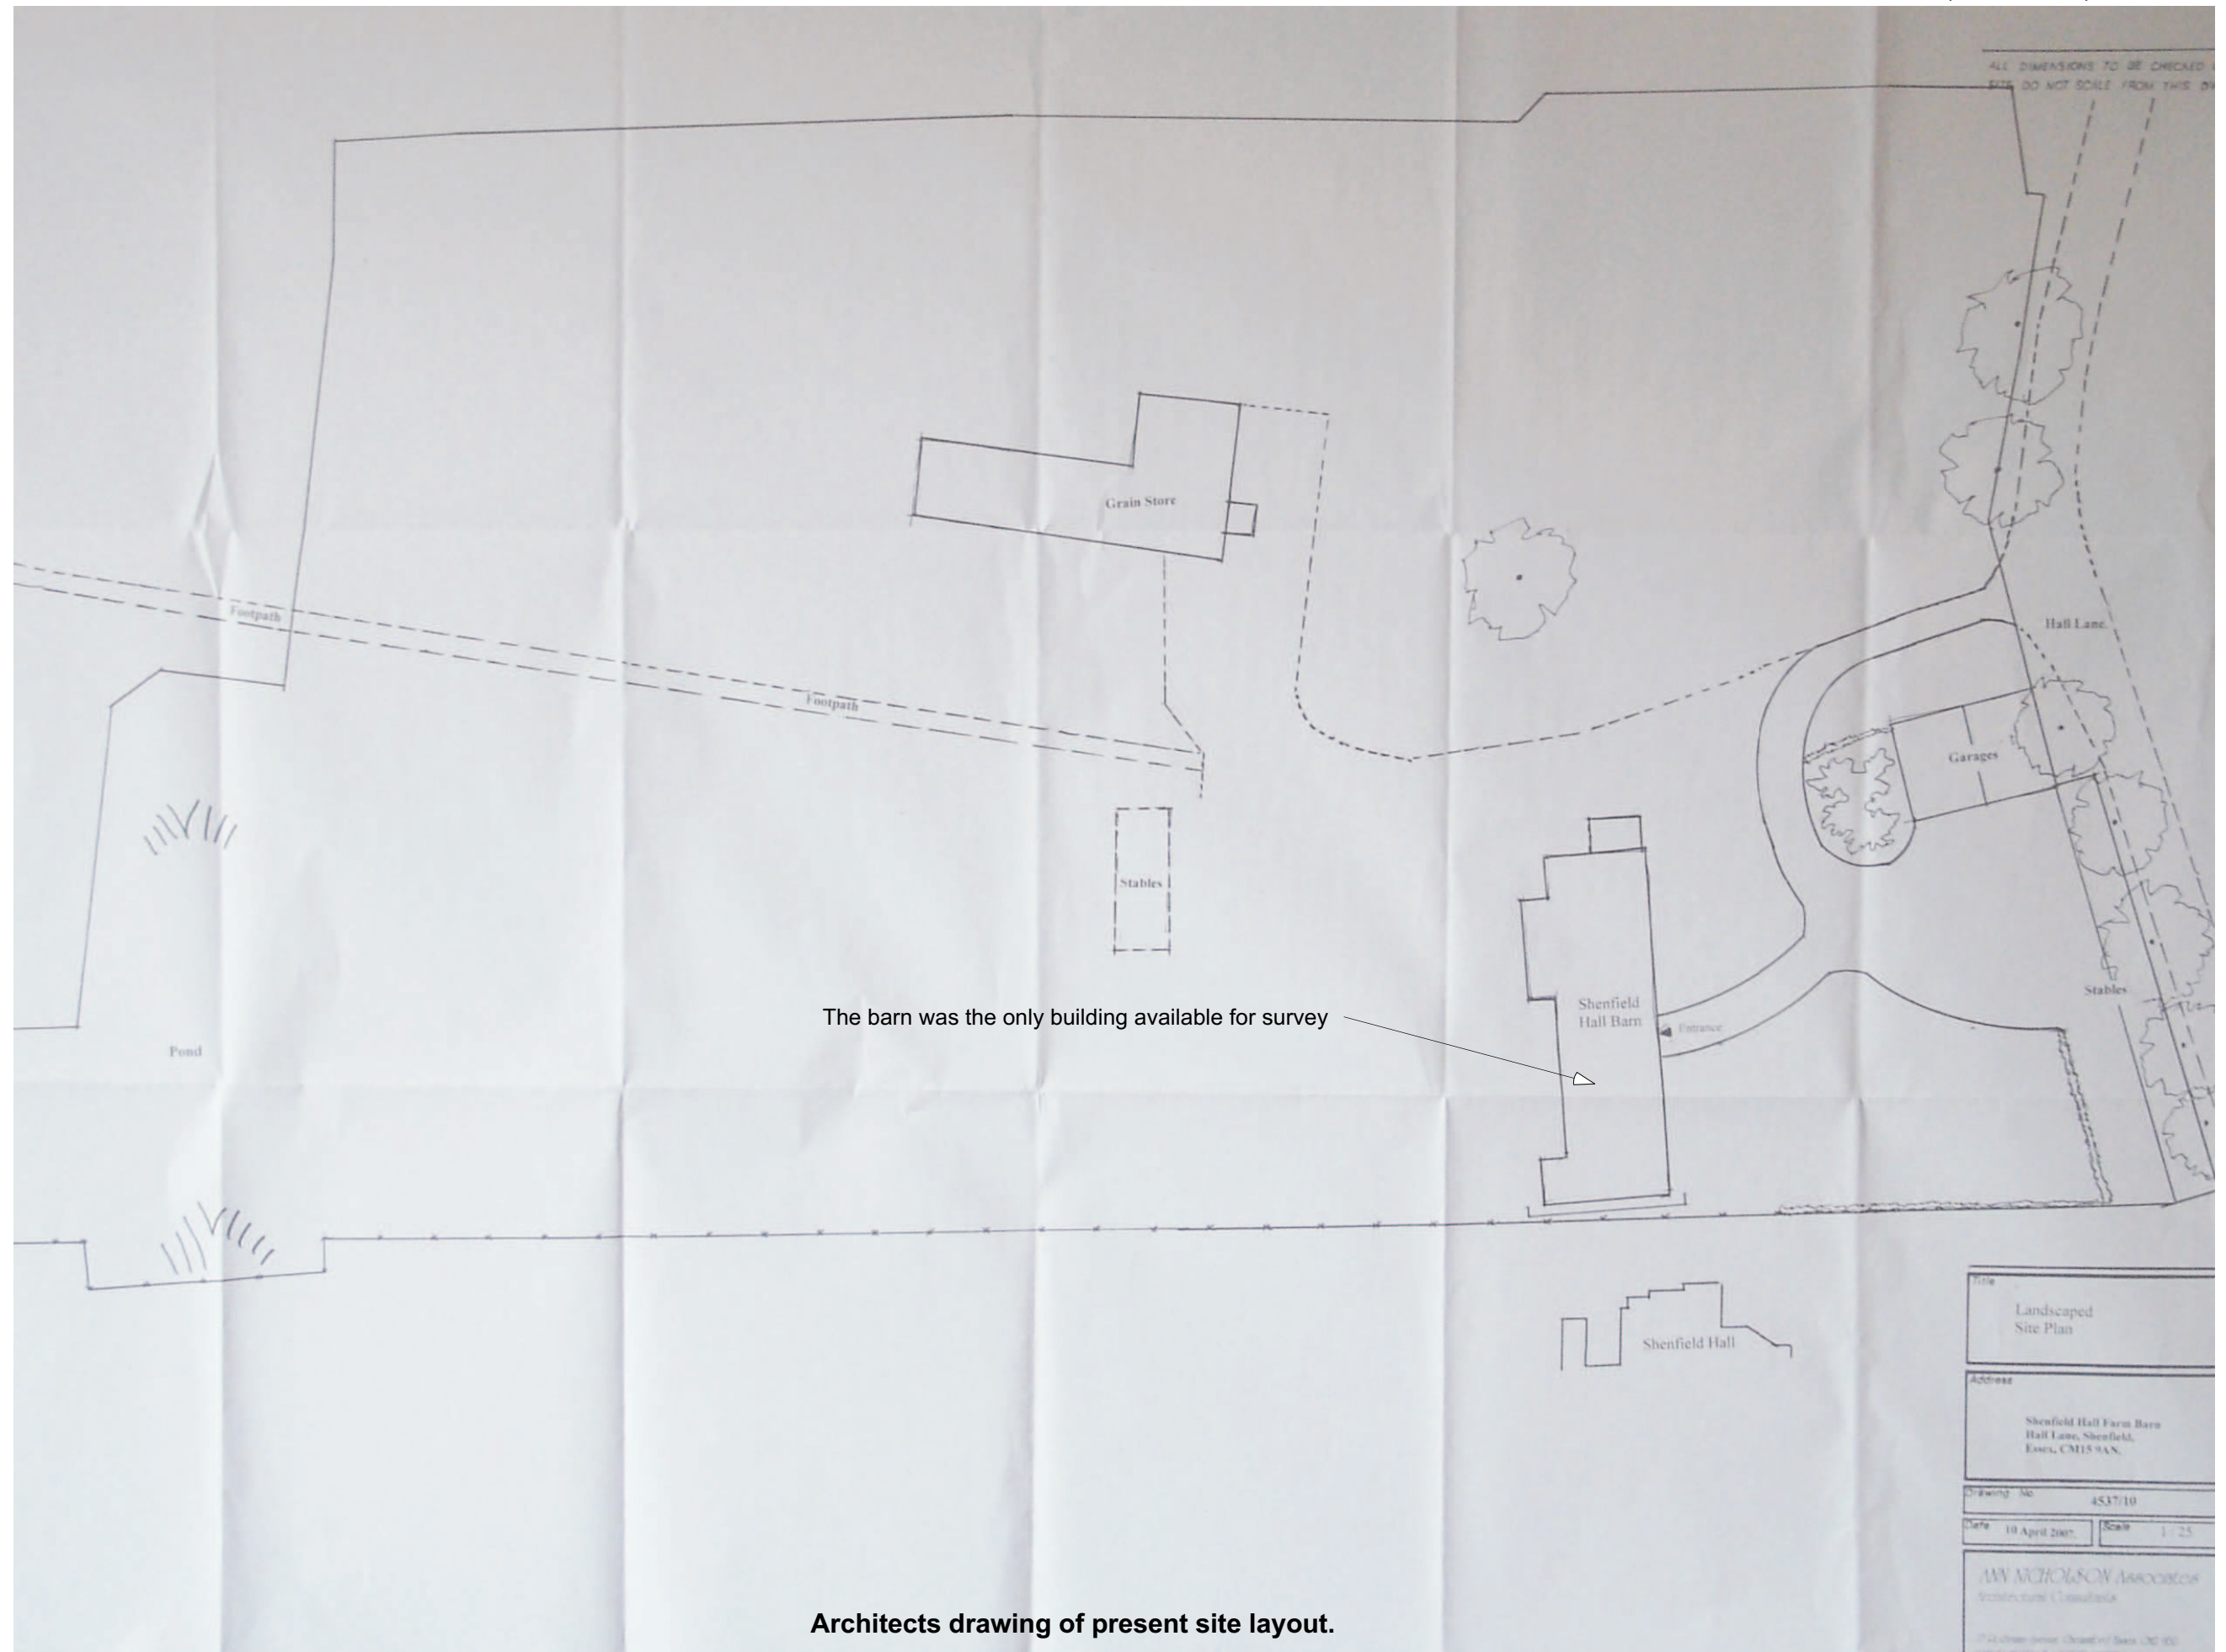 ALL DIMENSIONS TO BE CHECKED
SITE DO NOT SCALE FROM THIS
Grain Store
Footpath
Hall Lane.
Footpath
Garages
Stables
Stables
Shenfield
Hall Barn
Entrance
The barn was the only building available for survey
Pond
Shenfield Hall
Title
Landscaped
Site Plan
Address
Shenfield Hall Farm Barn
Hall Lane, Shenfield,
Essex, CM15 9AN.
Drawing No.
4537/10
Date 10 April 2007.
Scale 1 : 25
ANN NICHOLSON Associates
Architectural Consultants
Architects drawing of present site layout.